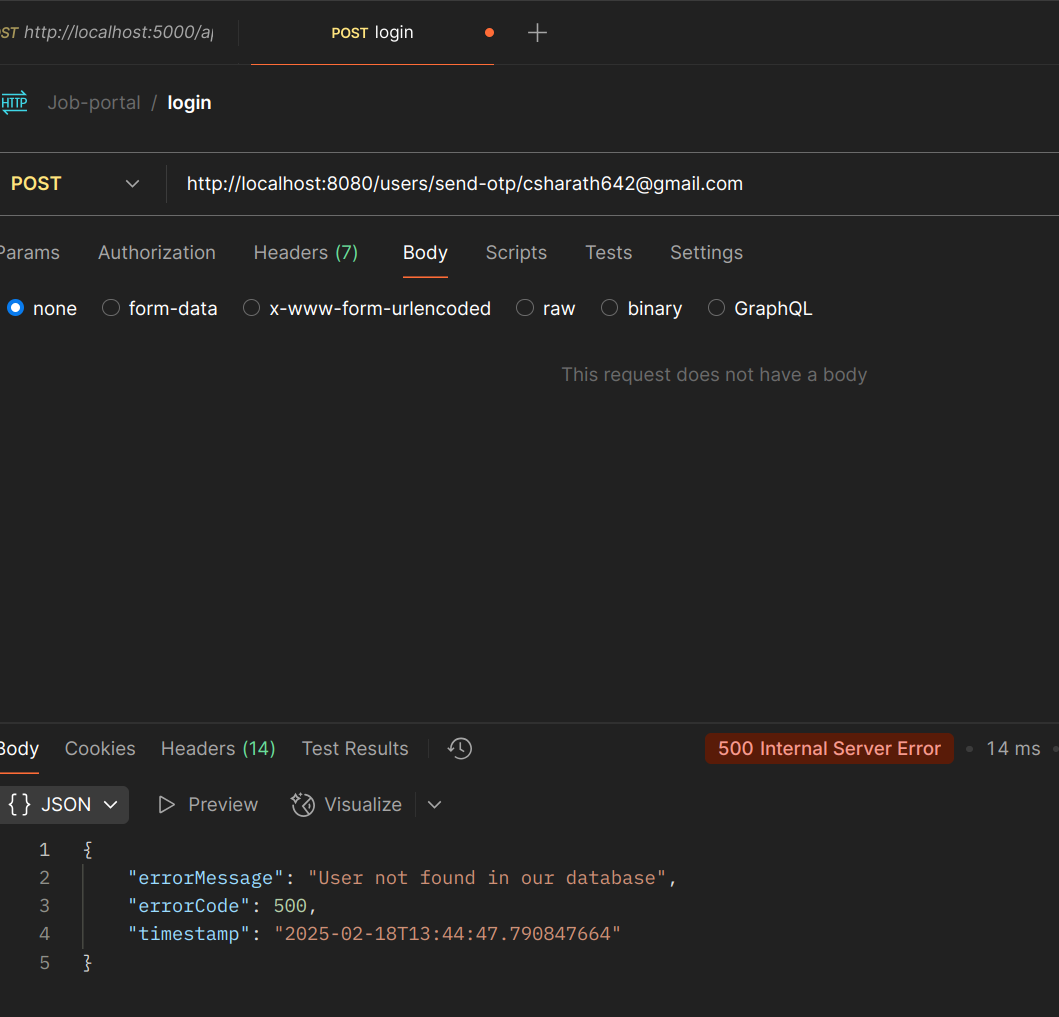 ST http://localhost:5000/ap
POST login
HTTP Job-portal / login
POST http://localhost:8080/users/send-otp/csharath642@gmail.com
Params Authorization Headers (7) Body Scripts Tests Settings
none form-data x-www-form-urlencoded raw binary GraphQL
This request does not have a body
Body Cookies Headers (14) Test Results 500 Internal Server Error • 14 ms •
{} JSON Preview Visualize
1 {
2 "errorMessage": "User not found in our database",
3 "errorCode": 500,
4 "timestamp": "2025-02-18T13:44:47.790847664"
5 }